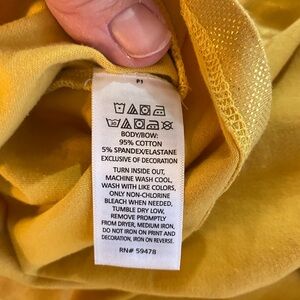 P3
BODY/BOW:
95% COTTON
5% SPANDEX/ELASTANE
EXCLUSIVE OF DECORATION
TURN INSIDE OUT,
MACHINE WASH COOL,
WASH WITH LIKE COLORS,
ONLY NON-CHLORINE
BLEACH WHEN NEEDED,
TUMBLE DRY LOW,
REMOVE PROMPTLY
FROM DRYER, MEDIUM IRON,
DO NOT IRON ON PRINT AND
DECORATION, IRON ON REVERSE.
RN# 59478